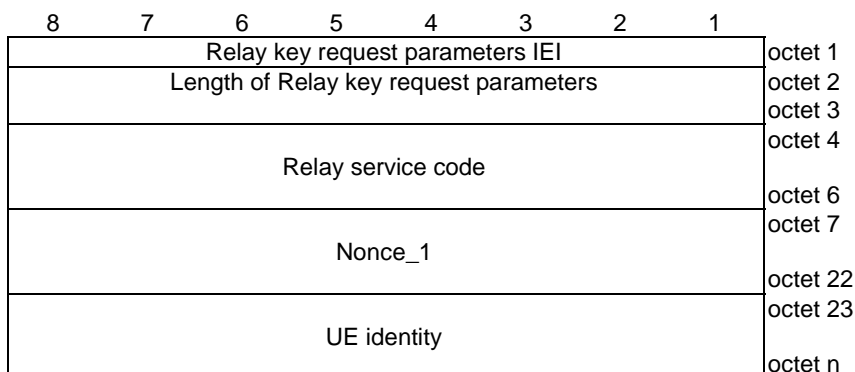 8 7 6 5 4 3 2 1
Relay key request parameters IEI octet 1
Length of Relay key request parameters octet 2
octet 3
octet 4
Relay service code
octet 6
octet 7
Nonce_1
octet 22
octet 23
UE identity
octet n